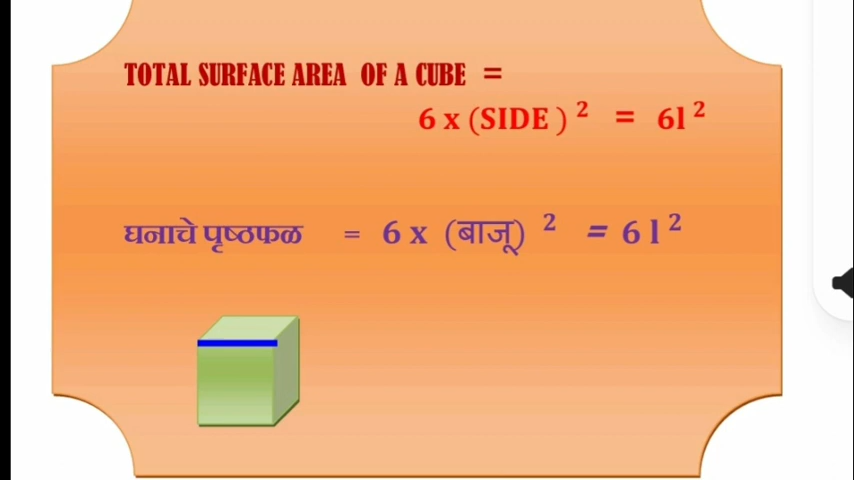 TOTAL SURFACE AREA OF A CUBE =
6 x (SIDE ) ² = 6l ²
घनाचे पृष्ठफळ = 6 x (बाजू) ² = 6 l ²